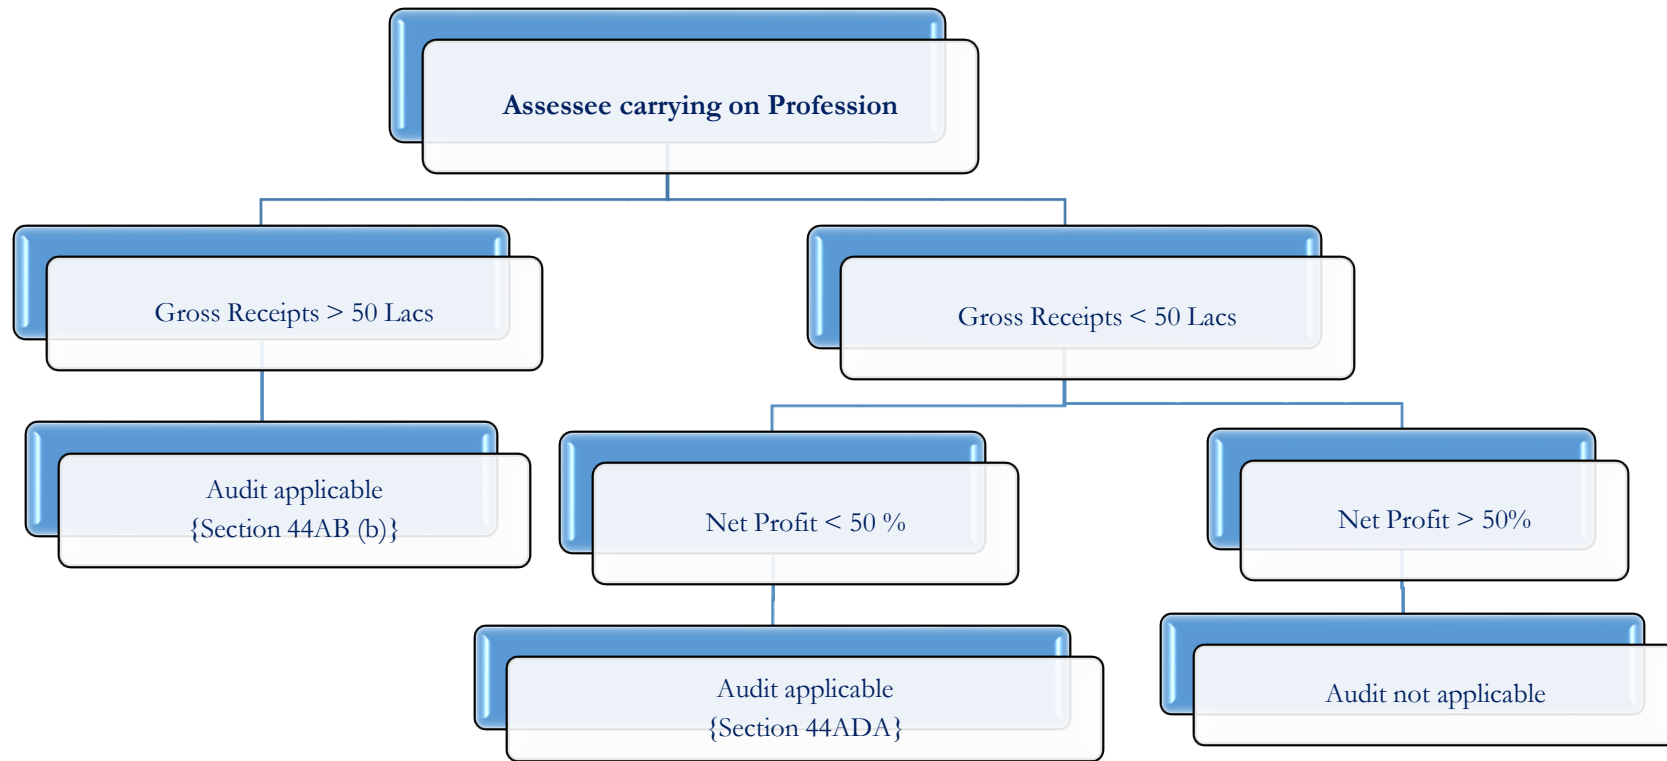 Assessee carrying on Profession
Gross Receipts > 50 Lacs
Gross Receipts < 50 Lacs
Audit applicable
{Section 44AB (b)}
Net Profit < 50 %
Net Profit > 50%
Audit applicable
{Section 44ADA}
Audit not applicable